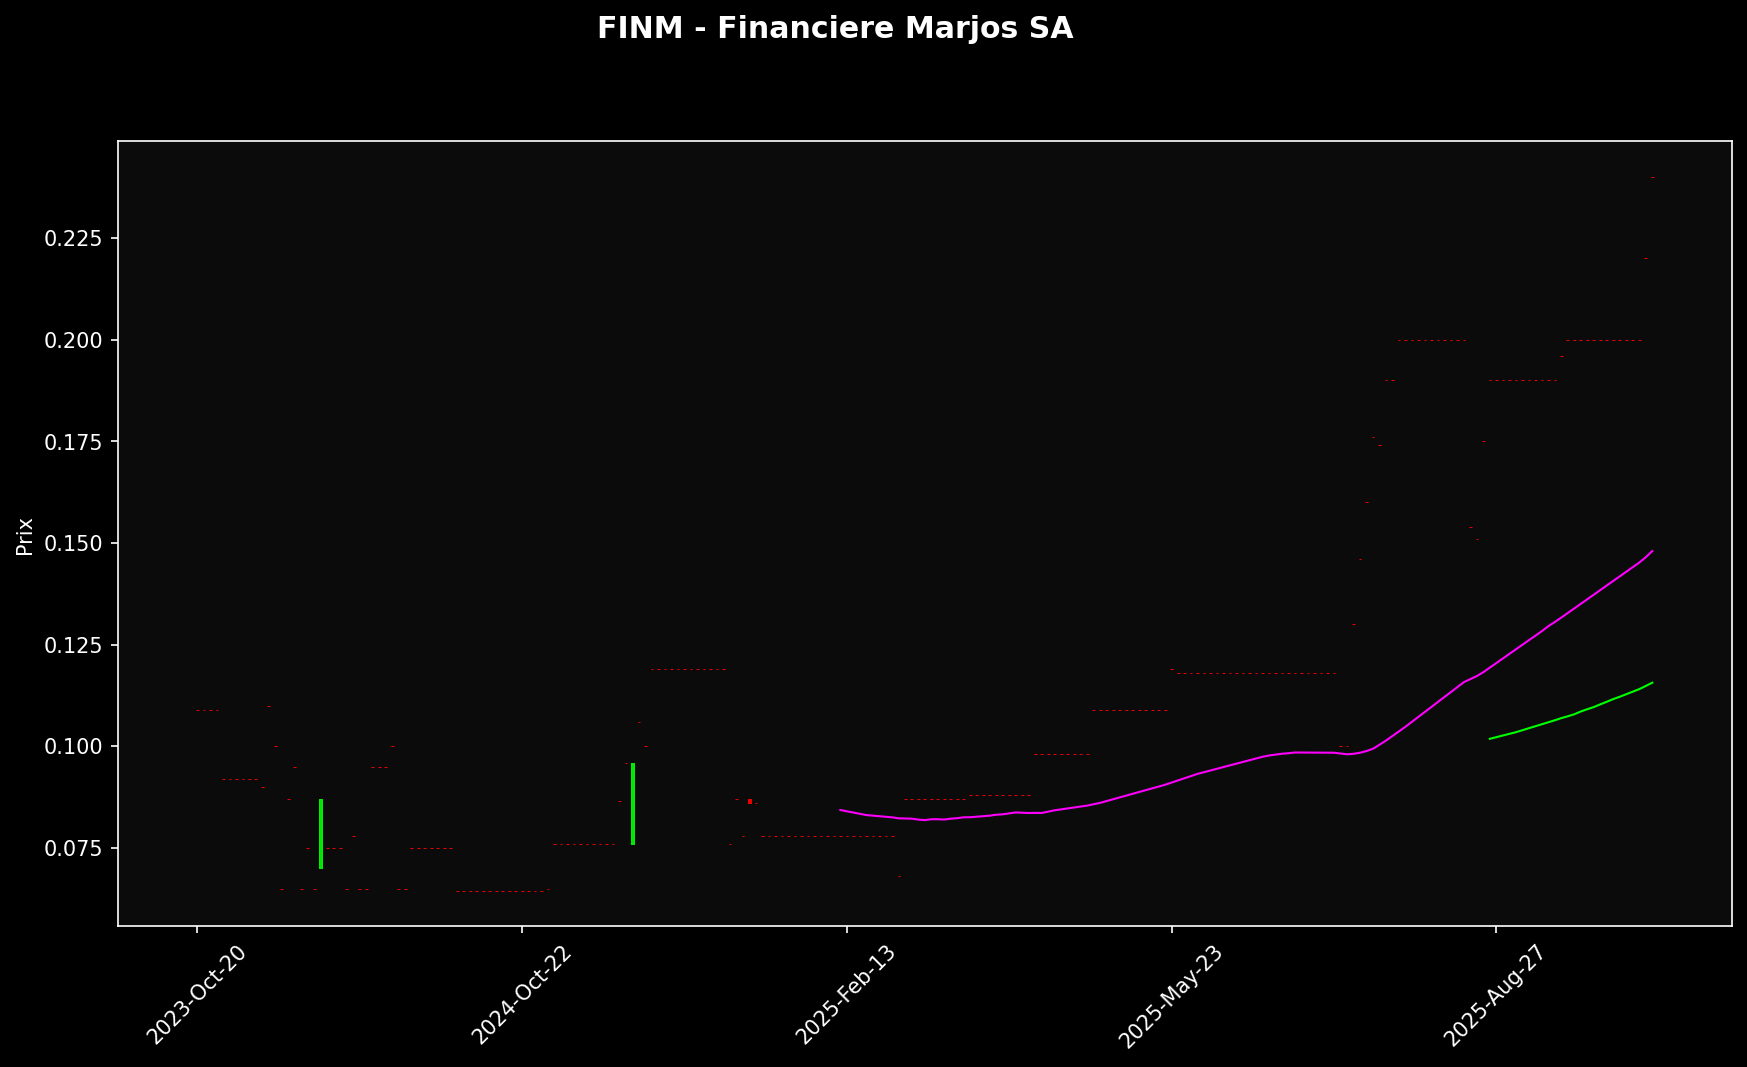 FINM - Financiere Marjos SA
Prix
0.225
0.200
0.175
0.150
0.125
0.100
0.075
2023-Oct-20
2024-Oct-22
2025-Feb-13
2025-May-23
2025-Aug-27